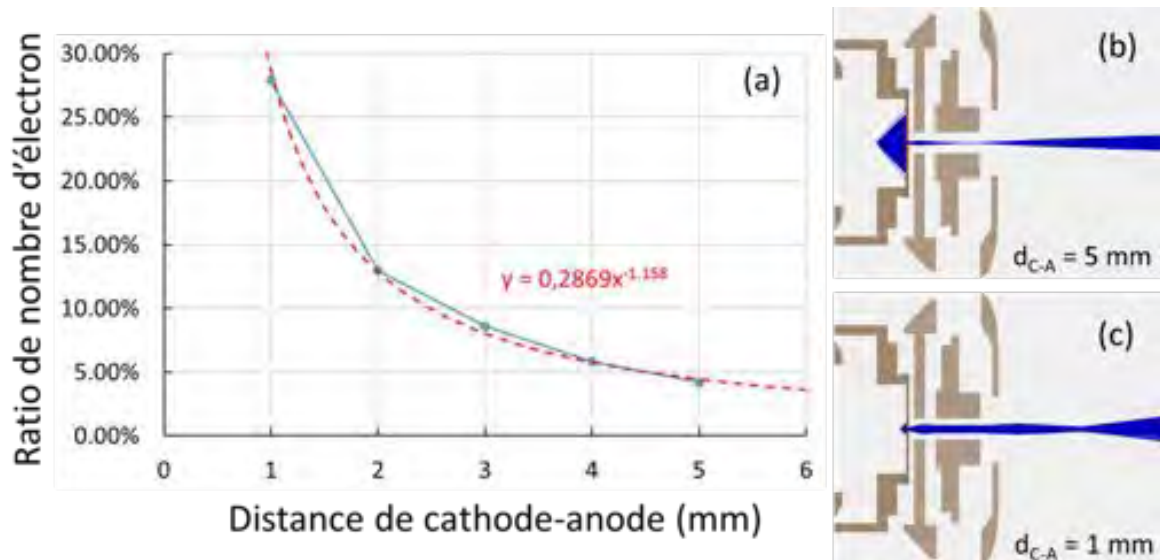 Ratio de nombre d'électron
30.00%
25.00%
20.00%
15.00%
10.00%
5.00%
0.00%
0 1 2 3 4 5 6
Distance de cathode-anode (mm)
(a)
y = 0,2869x^-1.158
(b)
d_C-A = 5 mm
(c)
d_C-A = 1 mm